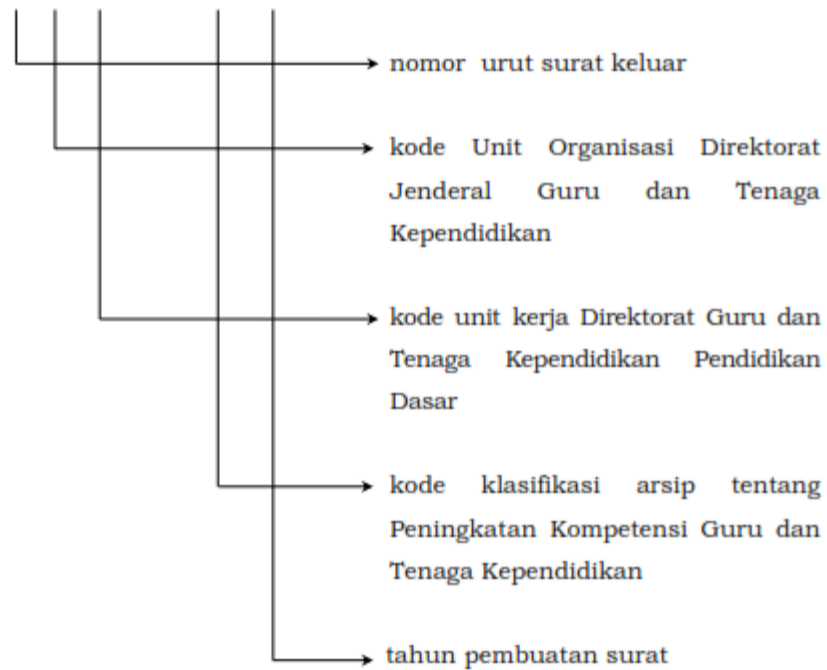 nomor urut surat keluar
kode Unit Organisasi Direktorat
Jenderal Guru dan Tenaga
Kependidikan
kode unit kerja Direktorat Guru dan
Tenaga Kependidikan Pendidikan
Dasar
kode klasifikasi arsip tentang
Peningkatan Kompetensi Guru dan
Tenaga Kependidikan
tahun pembuatan surat